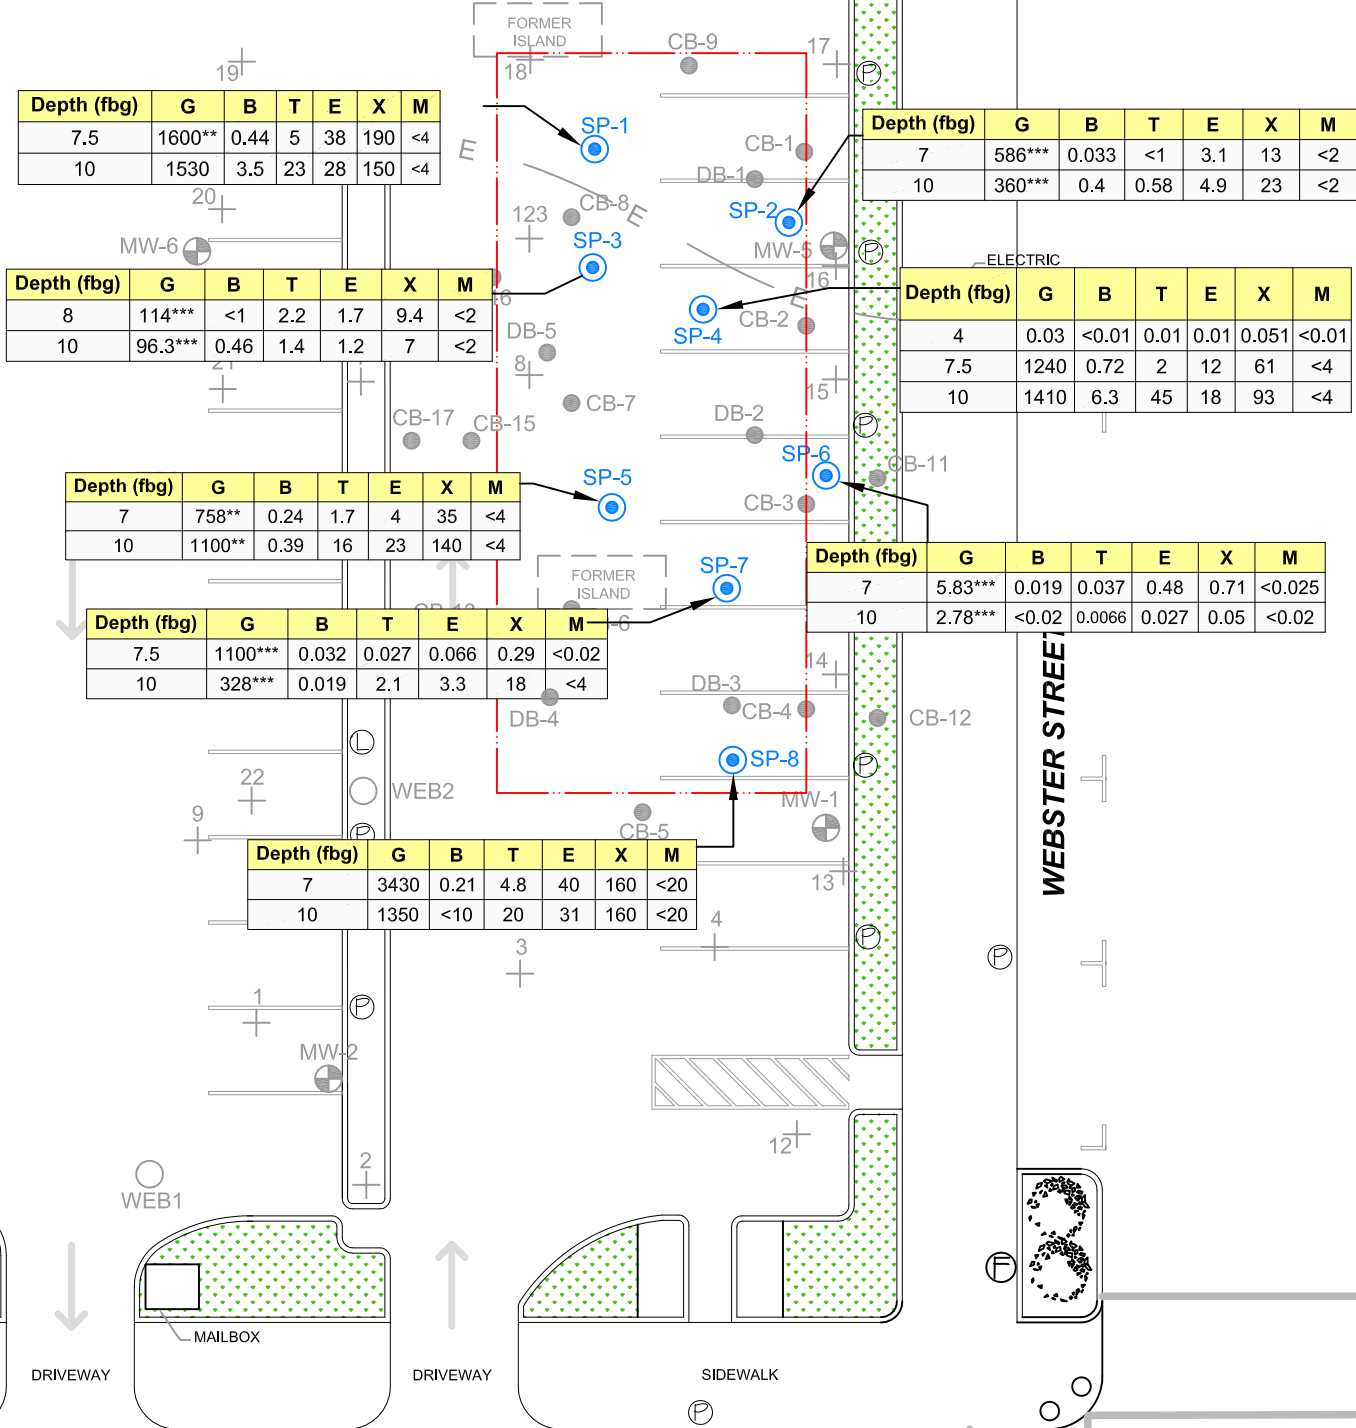 FORMER
ISLAND
CB-9
17
18
19
Depth (fbg) G B T E X M
7.5 1600** 0.44 5 38 190 <4
10 1530 3.5 23 28 150 <4
SP-1
E
P
CB-1
DB-1
Depth (fbg) G B T E X M
7 586*** 0.033 <1 3.1 13 <2
10 360*** 0.4 0.58 4.9 23 <2
20
123
CB-8
E
SP-2
MW-6
SP-3
MW-5
P
16
ELECTRIC
Depth (fbg) G B T E X M
8 114*** <1 2.2 1.7 9.4 <2
10 96.3*** 0.46 1.4 1.2 7 <2
E
SP-4
CB-2
Depth (fbg) G B T E X M
4 0.03 <0.01 0.01 0.01 0.051 <0.01
7.5 1240 0.72 2 12 61 <4
10 1410 6.3 45 18 93 <4
DB-5
8
21
15
CB-7
CB-17
CB-15
DB-2
P
SP-6
CB-11
Depth (fbg) G B T E X M
7 758** 0.24 1.7 4 35 <4
10 1100** 0.39 16 23 140 <4
SP-5
CB-3
FORMER
ISLAND
SP-7
Depth (fbg) G B T E X M
7 5.83*** 0.019 0.037 0.48 0.71 <0.025
10 2.78*** <0.02 0.0066 0.027 0.05 <0.02
Depth (fbg) G B T E X M
7.5 1100*** 0.032 0.027 0.066 0.29 <0.02
10 328*** 0.019 2.1 3.3 18 <4
14
DB-3
CB-4
DB-4
CB-12
L
SP-8
P
22
WEB2
MW-1
9
P
CB-5
WEBSTER STREET
Depth (fbg) G B T E X M
7 3430 0.21 4.8 40 160 <20
10 1350 <10 20 31 160 <20
13
4
3
P
P
1
P
MW-2
12
2
WEB1
F
MAILBOX
DRIVEWAY
DRIVEWAY
SIDEWALK
P